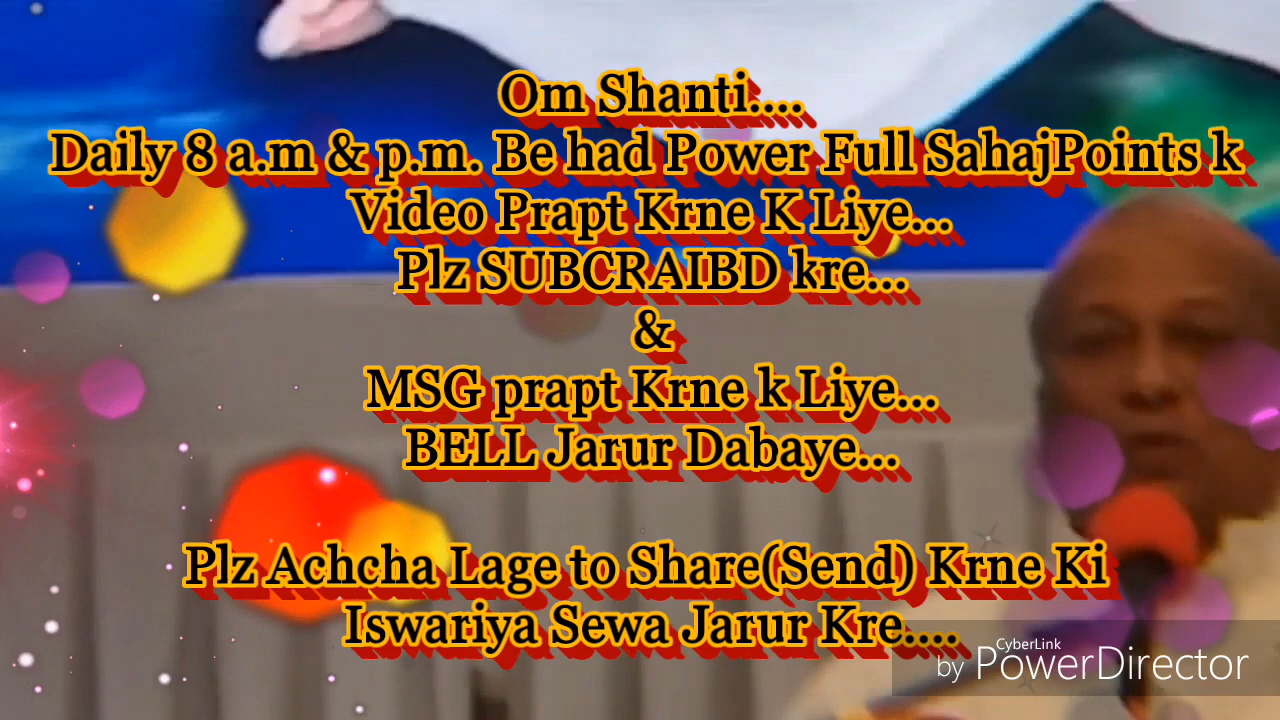 Om Shanti....
Daily 8 a.m & p.m. Be had Power Full SahajPoints k
Video Prapt Krne K Liye...
Plz SUBCRAIBD kre...
&
MSG prapt Krne k Liye...
BELL Jarur Dabaye...
Plz Achcha Lage to Share(Send) Krne Ki
Iswariya Sewa Jarur Kre....
CyberLink
by PowerDirector